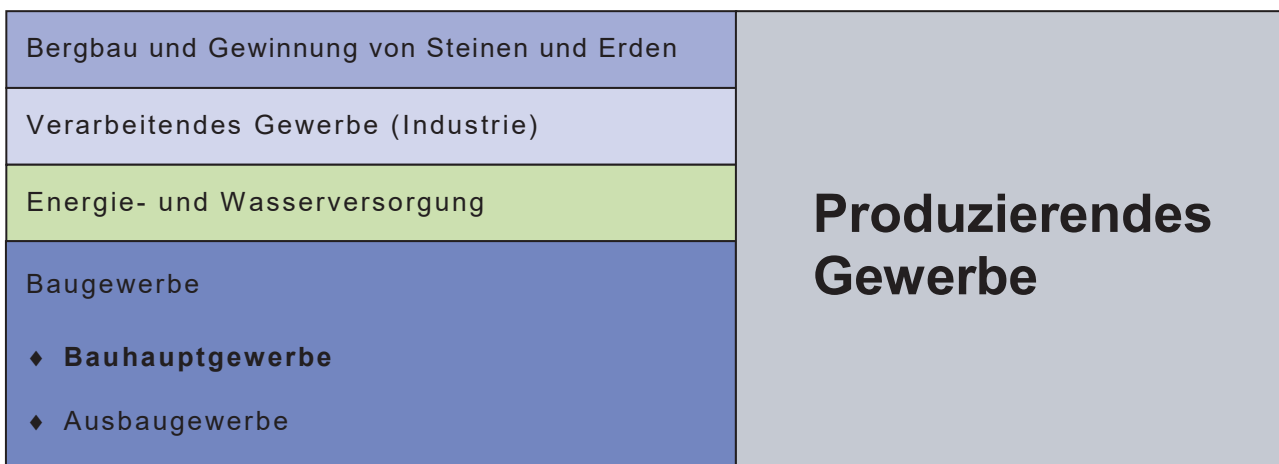 Bergbau und Gewinnung von Steinen und Erden
Verarbeitendes Gewerbe (Industrie)
Energie- und Wasserversorgung
Baugewerbe
♦ Bauhauptgewerbe
♦ Ausbaugewerbe
Produzierendes
Gewerbe